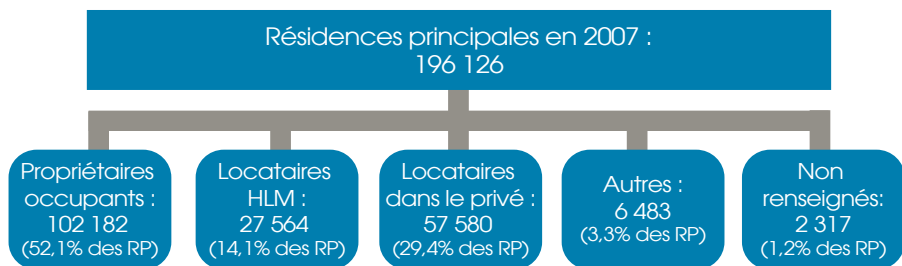 Résidences principales en 2007 :
196 126
Propriétaires
occupants :
102 182
(52,1% des RP)
Locataires
HLM :
27 564
(14,1% des RP)
Locataires
dans le privé :
57 580
(29,4% des RP)
Autres :
6 483
(3,3% des RP)
Non
renseignés:
2 317
(1,2% des RP)